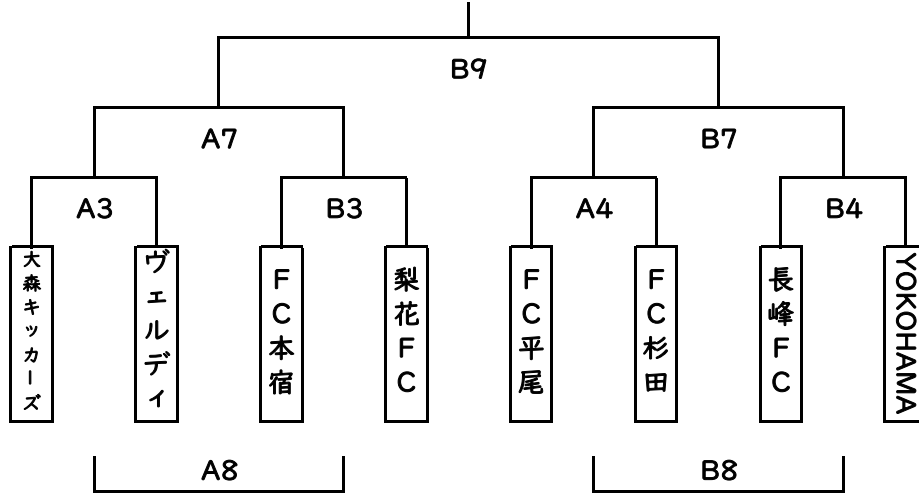 B9
A7
B7
A3
B3
A4
B4
大森キッカーズ
ヴェルディ
FC本宿
梨花FC
FC平尾
FC杉田
長峰FC
YOKOHAMA
A8
B8